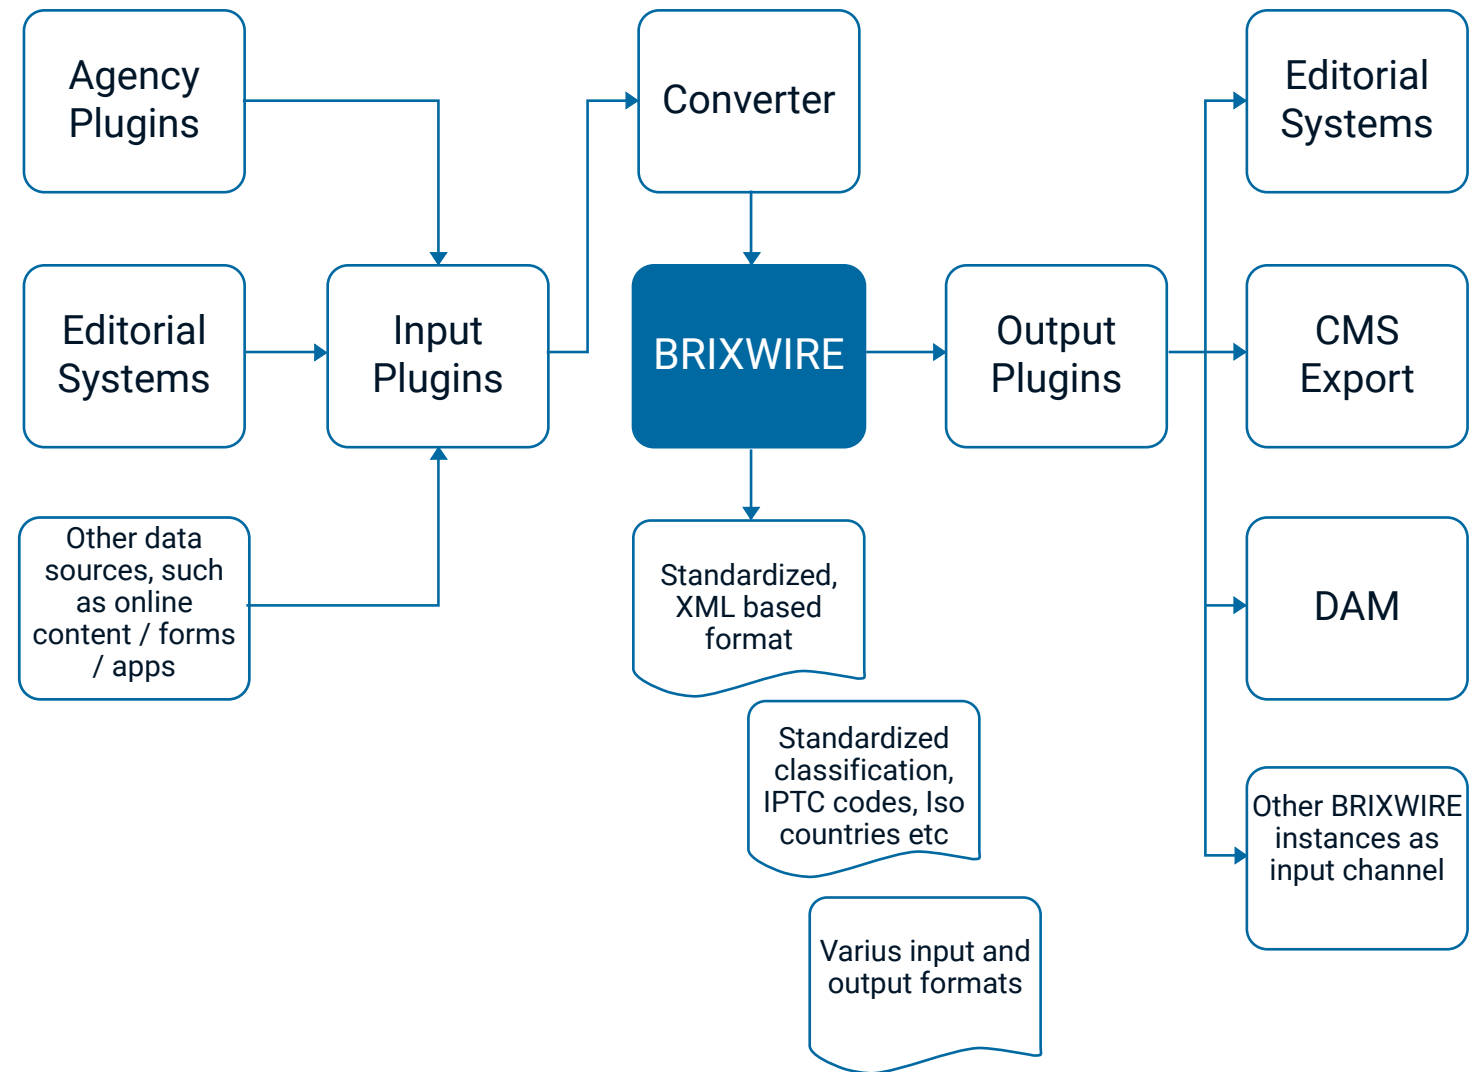 Agency
Plugins
Converter
Editorial
Systems
Editorial
Systems
Input
Plugins
BRIXWIRE
Output
Plugins
CMS
Export
Other data
sources, such
as online
content / forms
/ apps
Standardized,
XML based
format
DAM
Standardized
classification,
IPTC codes, Iso
countries etc
Other BRIXWIRE
instances as
input channel
Varius input and
output formats